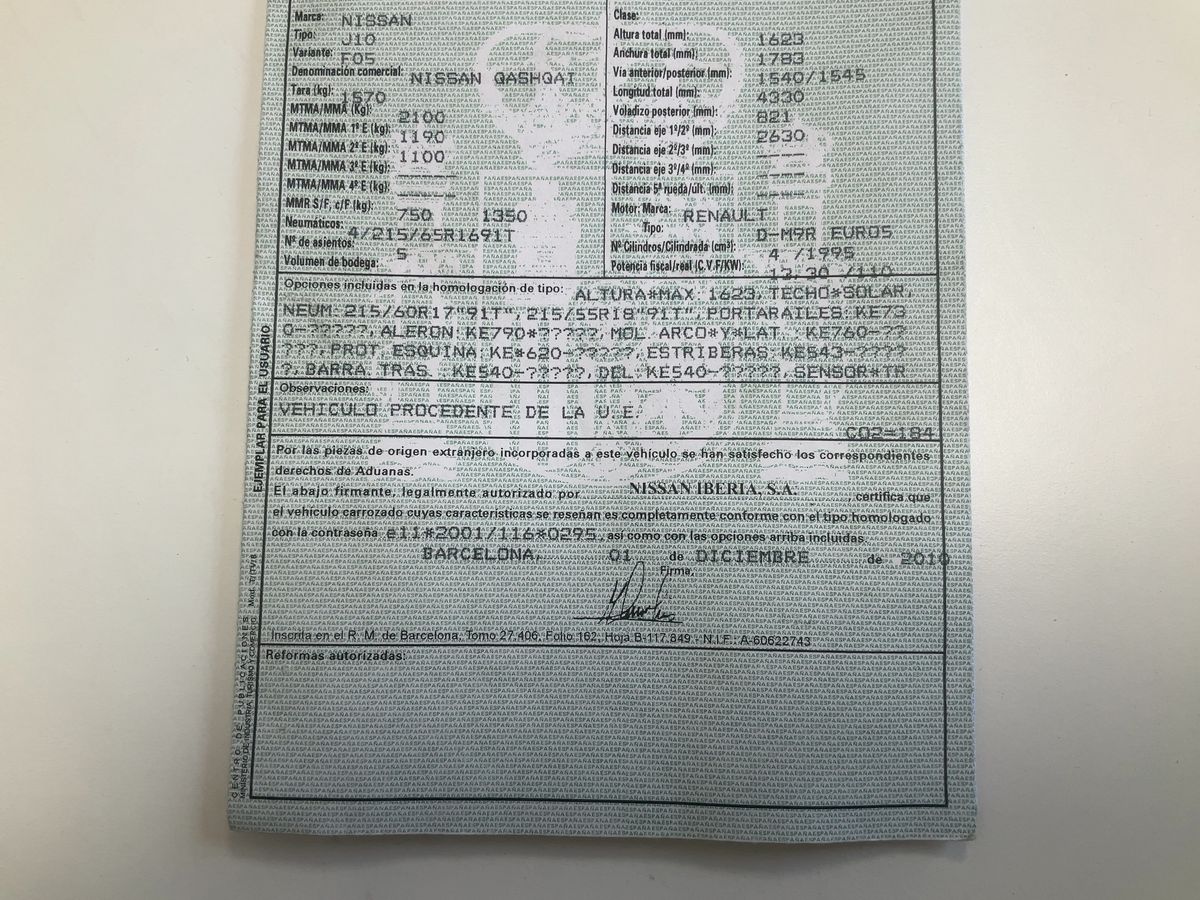 Marca: NISSAN
Tipo: J10
Variante: F05
Denominación comercial: NISSAN QASHQAI
Tara (kg): 1570
MTMA/MMA (Kg): 2100
MTMA/MMA 1º E (kg): 1190
MTMA/MMA 2º E (kg): 1100
MTMA/MMA 3º E (kg): ----
MTMA/MMA 4º E (kg): ----
MMR S/F, c/F (kg): 750 1350
Neumáticos: 4/215/65R1691T
Nº de asientos: 5
Volumen de bodega:
Clase:
Altura total (mm): 1623
Anchura total (mm): 1783
Vía anterior/posterior (mm): 1540/1545
Longitud total (mm): 4330
Voladizo posterior (mm): 821
Distancia eje 1º/2º (mm): 2630
Distancia eje 2º/3º (mm): ----
Distancia eje 3º/4º (mm): ----
Distancia 5ª rueda/últ. (mm): ----
Motor: Marca: RENAULT
Tipo: D-M9R EURO5
Nº Cilindros/Cilindrada (cm³): 4 /1995
Potencia fiscal/real (C.V.F/KW): 12.30 /110
Opciones incluidas en la homologación de tipo: ALTURA*MAX.1623, TECHO*SOLAR,
NEUM.215/60R17"91T", 215/55R18"91T", PORTARAILES:KE73
0-?????, ALERON:KE790*?????, MOL.ARCO*Y*LAT.:KE760-??
???, PROT.ESQUINA:KE*620-?????, ESTRIBERAS:KE543-????
?, BARRA TRAS.:KE540-?????, DEL:KE540-?????, SENSOR*TR
Observaciones:
VEHICULO PROCEDENTE DE LA U.E.
CO2=184
Por las piezas de origen extranjero incorporadas a este vehículo se han satisfecho los correspondientes
derechos de Aduanas.
El abajo firmante, legalmente autorizado por NISSAN IBERIA, S.A. , certifica que
el vehículo carrozado cuyas características se reseñan es completamente conforme con el tipo homologado
con la contraseña e11*2001/116*0295, así como con las opciones arriba incluidas.
BARCELONA, 01 de DICIEMBRE de 2010
Firma,
Inscrita en el R. M. de Barcelona, Tomo 27.406, Folio 162, Hoja B-117.849.- N.I.F.: A-60622743
Reformas autorizadas:
EJEMPLAR PARA EL USUARIO
CENTRO DE PUBLICACIONES
MINISTERIO DE INDUSTRIA, TURISMO Y COMERCIO